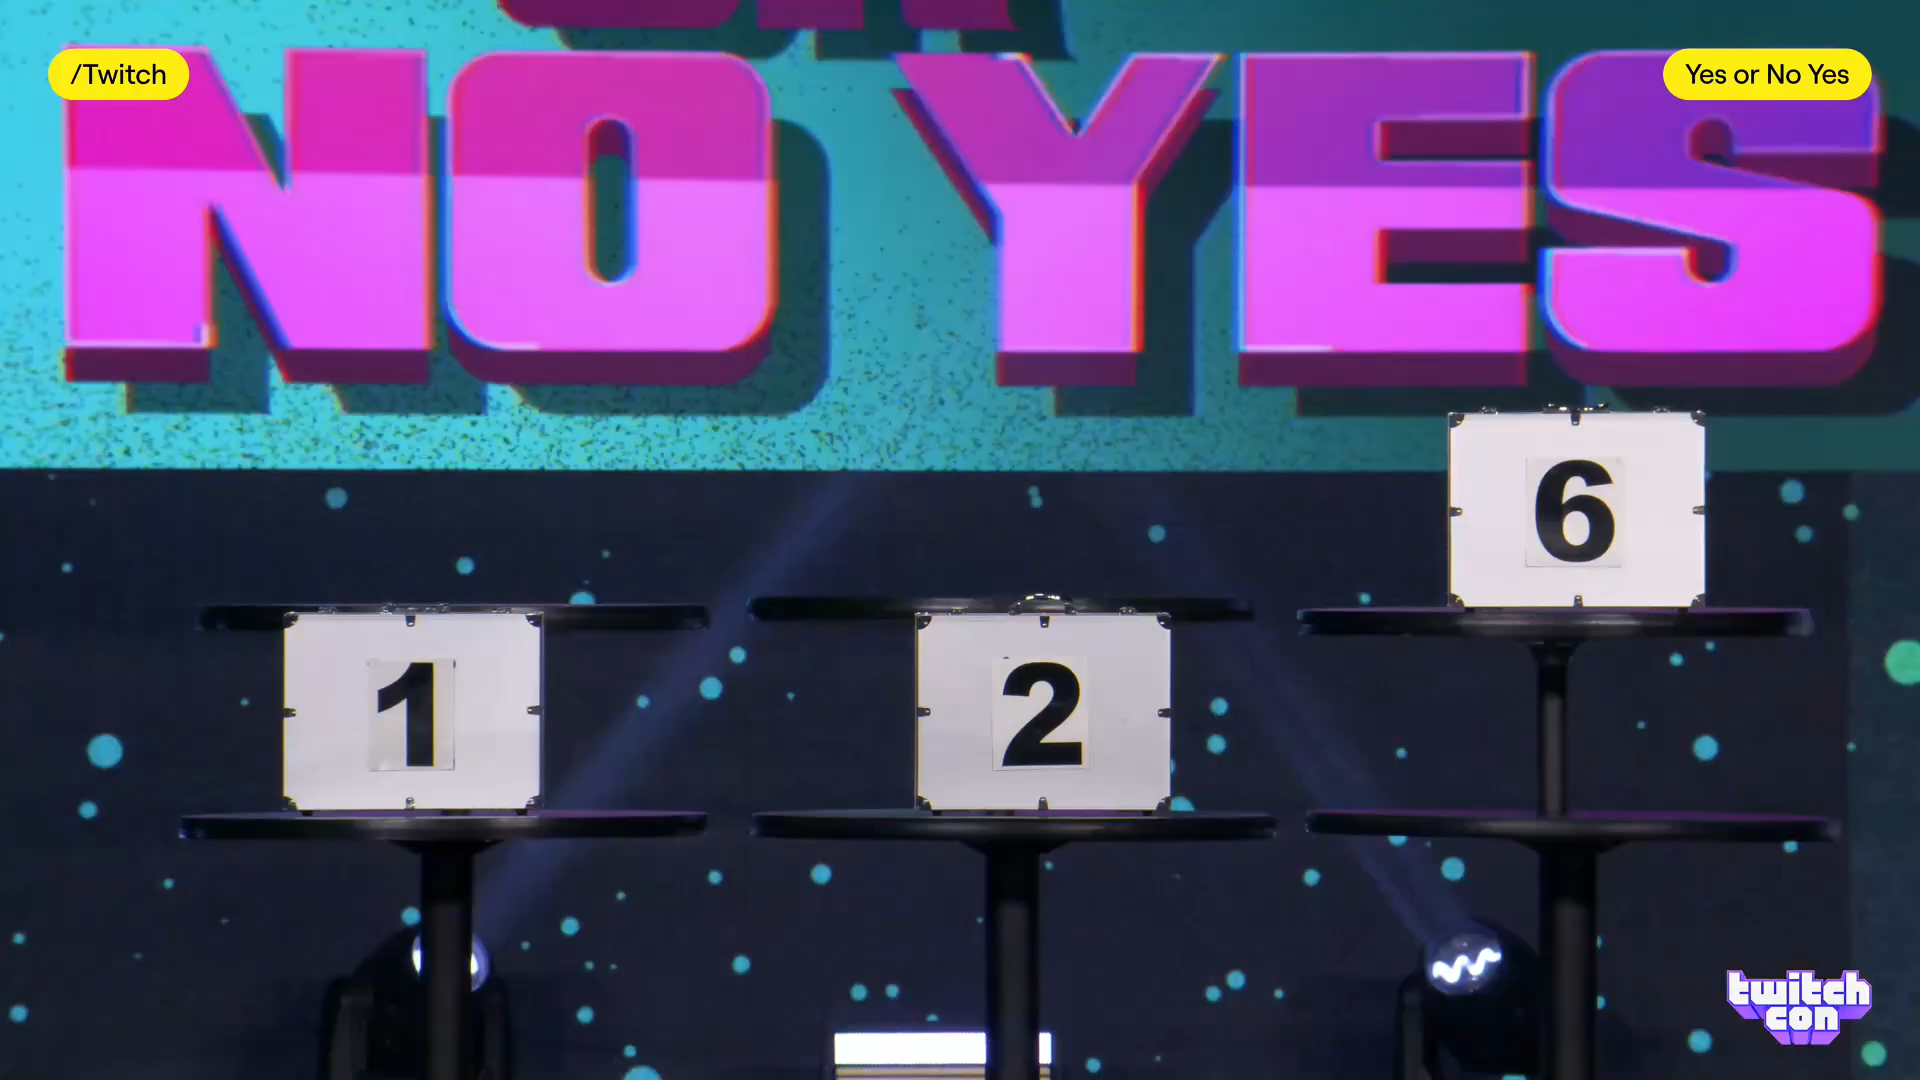 /Twitch
Yes or No Yes
NO YES
6
1
2
twitch
con